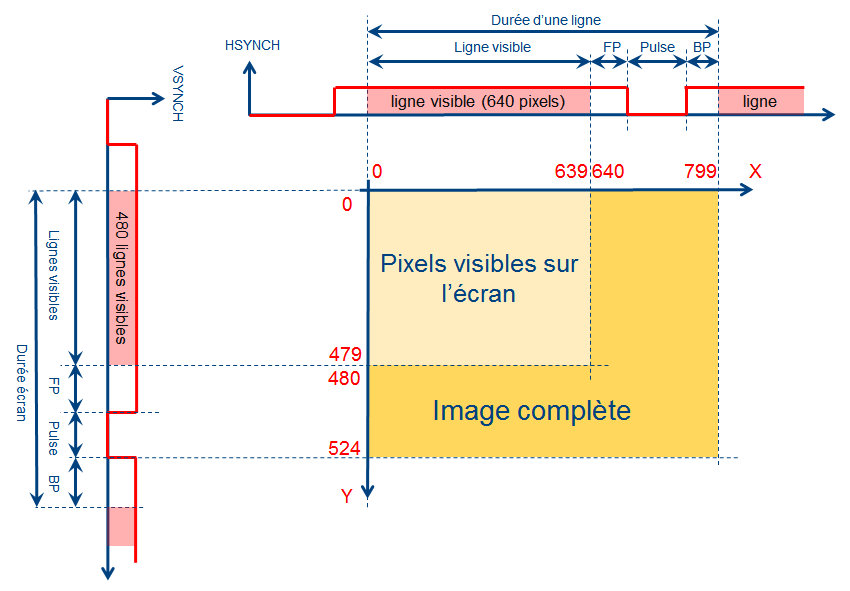 Durée d'une ligne
HSYNCH
Ligne visible
FP
Pulse
BP
VSYNCH
ligne visible (640 pixels)
ligne
0
639
640
799
X
0
480 lignes visibles
Lignes visibles
Pixels visibles sur
l'écran
479
480
Durée écran
FP
Image complète
Pulse
524
BP
Y